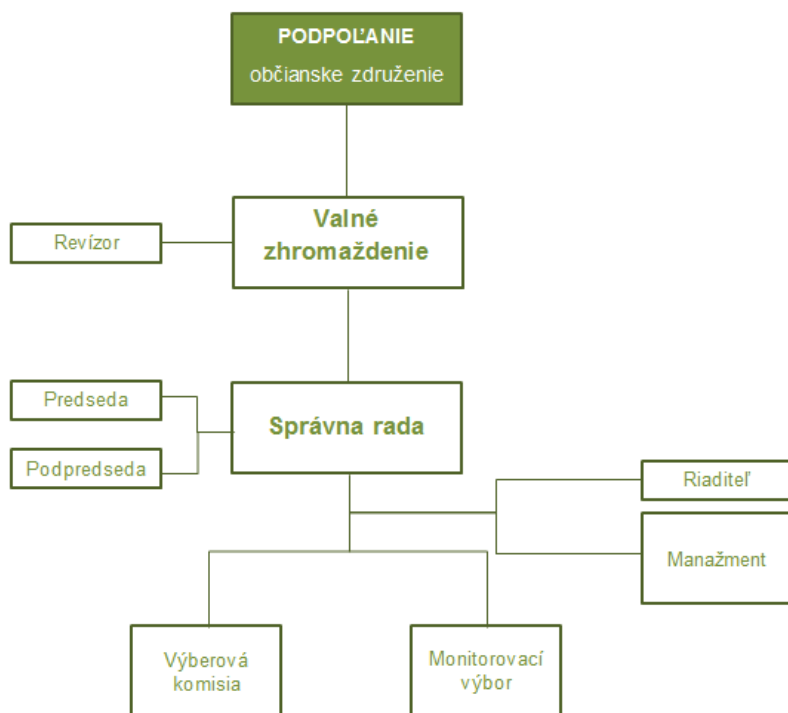 PODPOĽANIE
občianske združenie
Valné
zhromaždenie
Revízor
Predseda
Správna rada
Podpredseda
Riaditeľ
Manažment
Výberová
komisia
Monitorovací
výbor